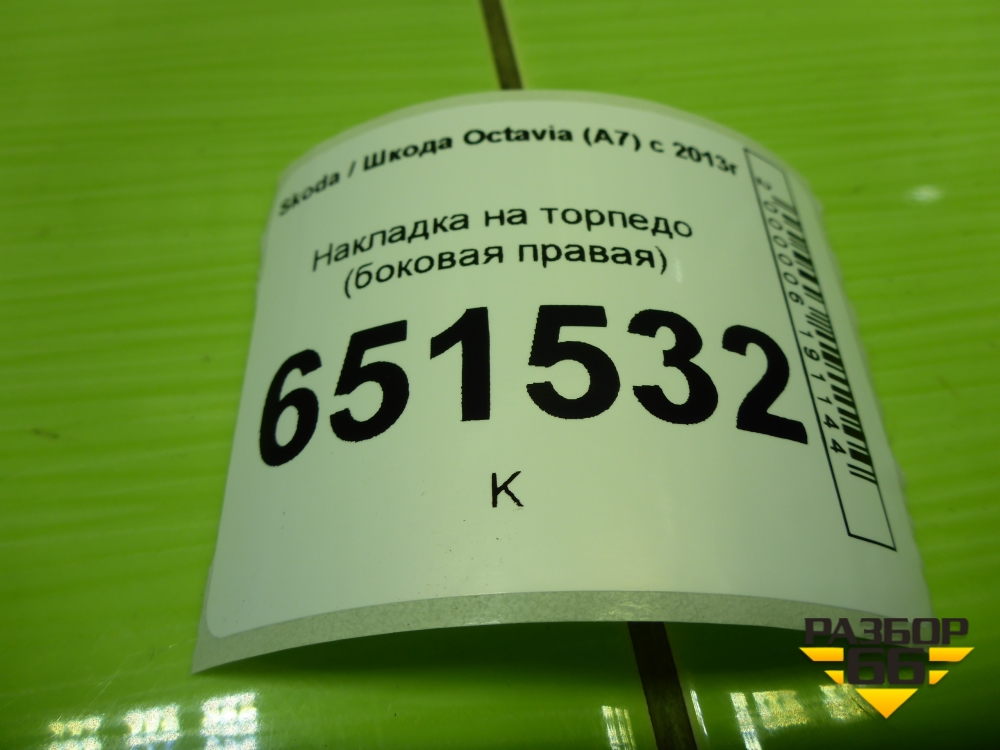 Skoda / Шкода Octavia (A7) с 2013г
Накладка на торпедо
(боковая правая)
651532
К
2000006191144
РАЗБОР
66